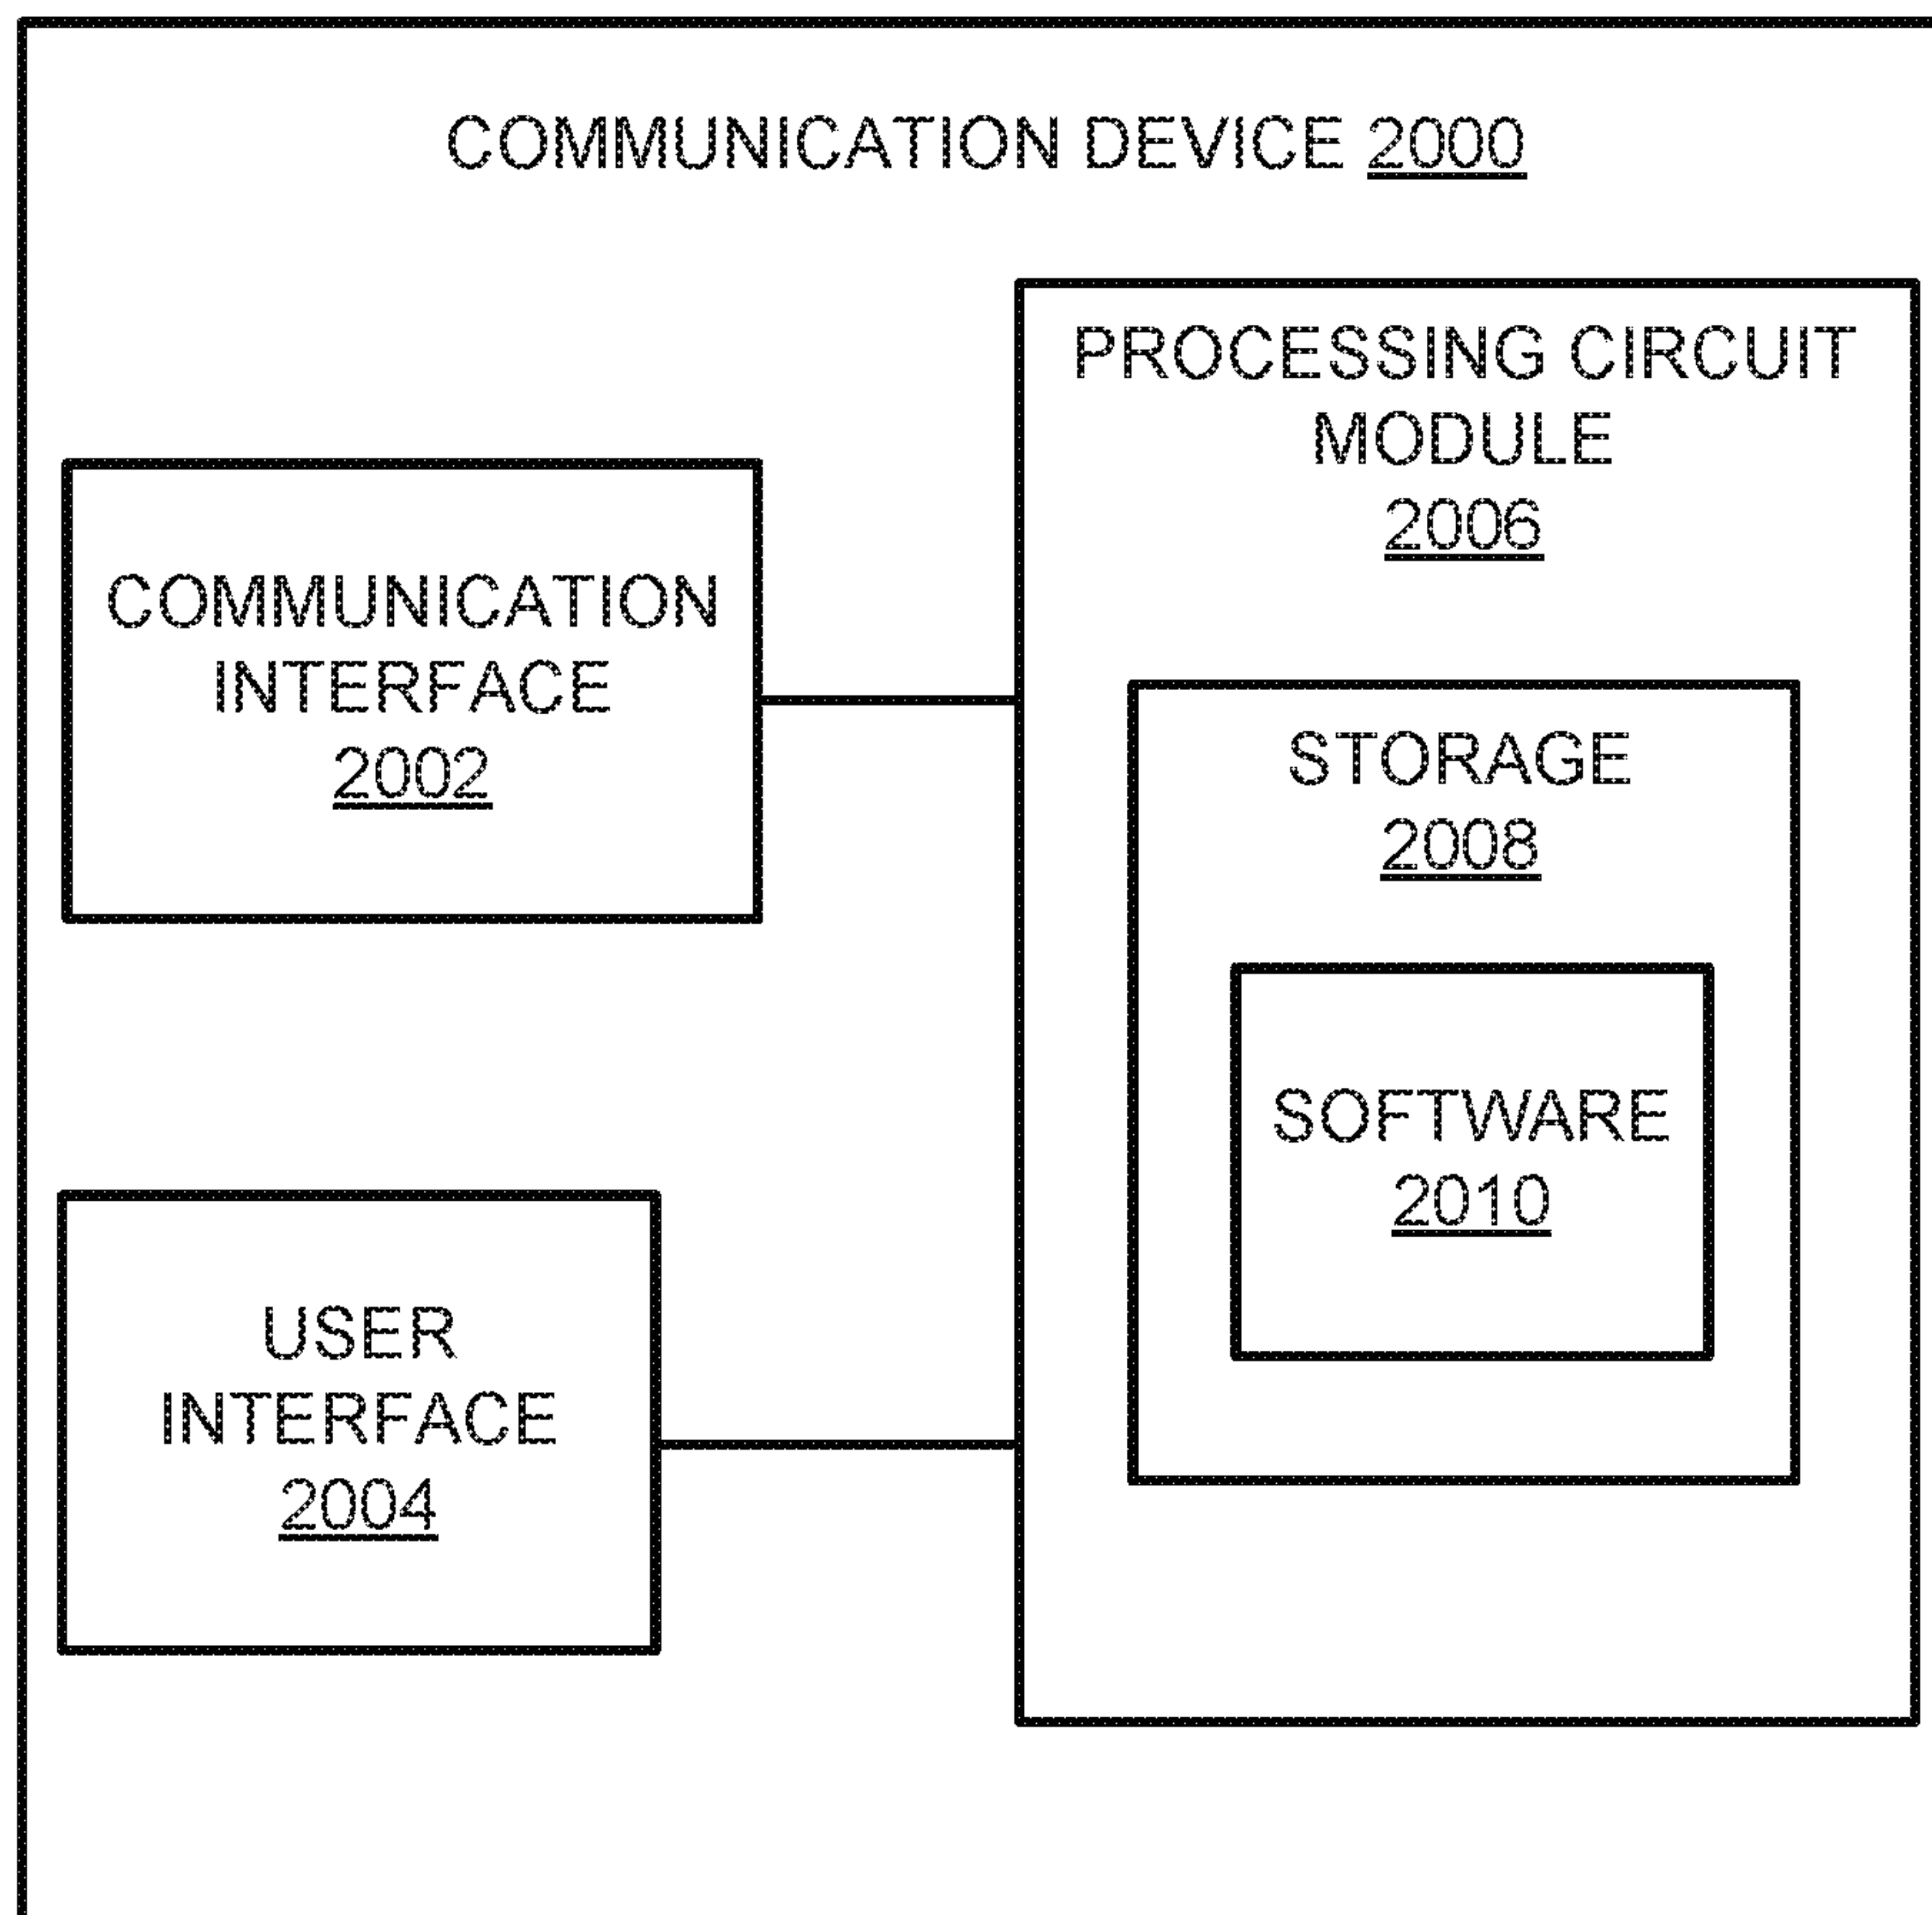 COMMUNICATION DEVICE 2000
PROCESSING CIRCUIT
MODULE
2006
COMMUNICATION
INTERFACE
2002
STORAGE
2008
SOFTWARE
2010
USER
INTERFACE
2004